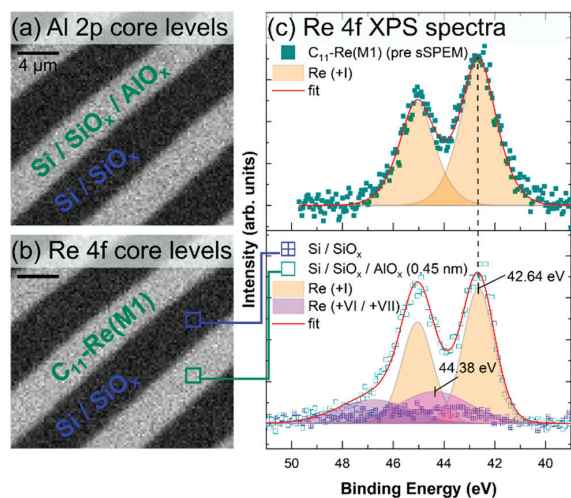 (a) Al 2p core levels
4 µm
Si / SiOₓ / AlOₓ
Si / SiOₓ
(b) Re 4f core levels
C₁₁-Re(M1)
Si / SiOₓ
(c) Re 4f XPS spectra
C₁₁-Re(M1) (pre sSPEM)
Re (+I)
fit
Intensity (arb. units)
Si / SiOₓ
Si / SiOₓ / AlOₓ (0.45 nm)
Re (+I)
Re (+VI / +VII)
fit
42.64 eV
44.38 eV
50 48 46 44 42 40
Binding Energy (eV)